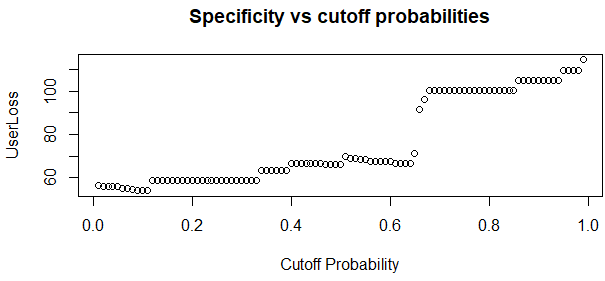 Specificity vs cutoff probabilities
UserLoss
100
80
60
0.0 0.2 0.4 0.6 0.8 1.0
Cutoff Probability